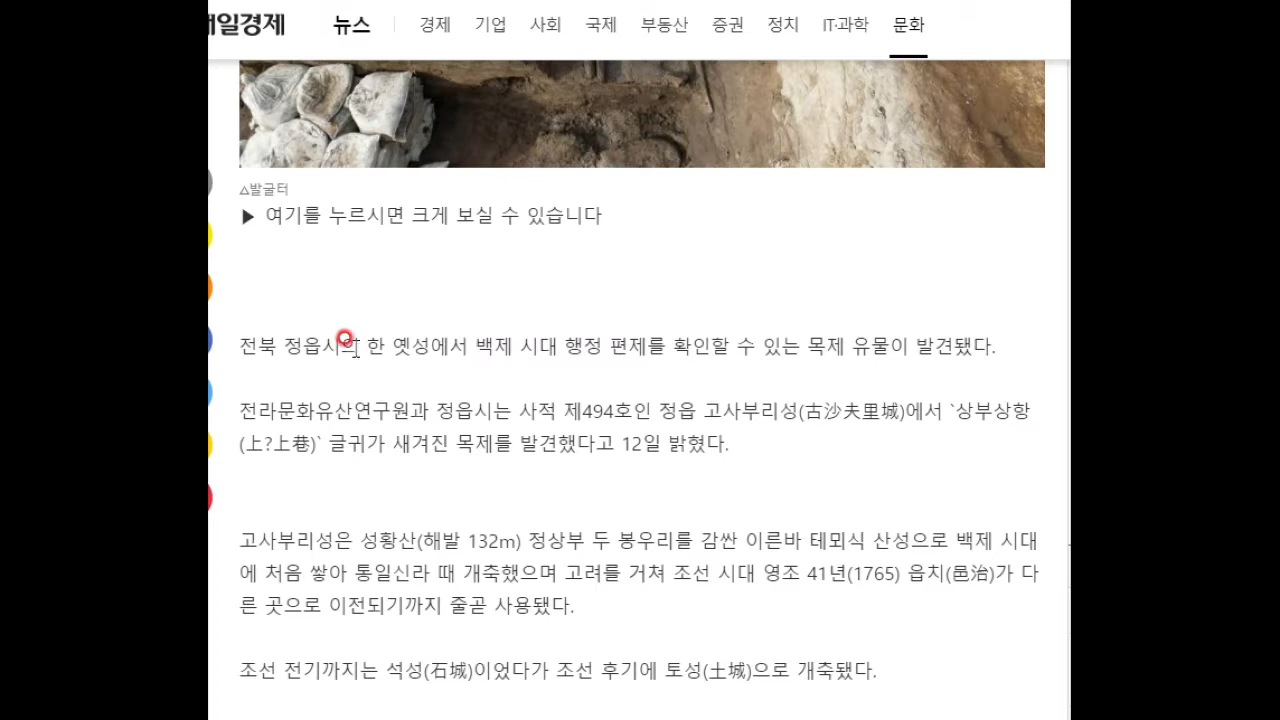 매일경제 뉴스 경제 기업 사회 국제 부동산 증권 정치 IT·과학 문화
△발굴터
▶ 여기를 누르시면 크게 보실 수 있습니다
전북 정읍시의 한 옛성에서 백제 시대 행정 편제를 확인할 수 있는 목제 유물이 발견됐다.
전라문화유산연구원과 정읍시는 사적 제494호인 정읍 고사부리성(古沙夫里城)에서 `상부상항
(上?上巷)` 글귀가 새겨진 목제를 발견했다고 12일 밝혔다.
고사부리성은 성황산(해발 132m) 정상부 두 봉우리를 감싼 이른바 테뫼식 산성으로 백제 시대
에 처음 쌓아 통일신라 때 개축했으며 고려를 거쳐 조선 시대 영조 41년(1765) 읍치(邑治)가 다
른 곳으로 이전되기까지 줄곧 사용됐다.
조선 전기까지는 석성(石城)이었다가 조선 후기에 토성(土城)으로 개축됐다.